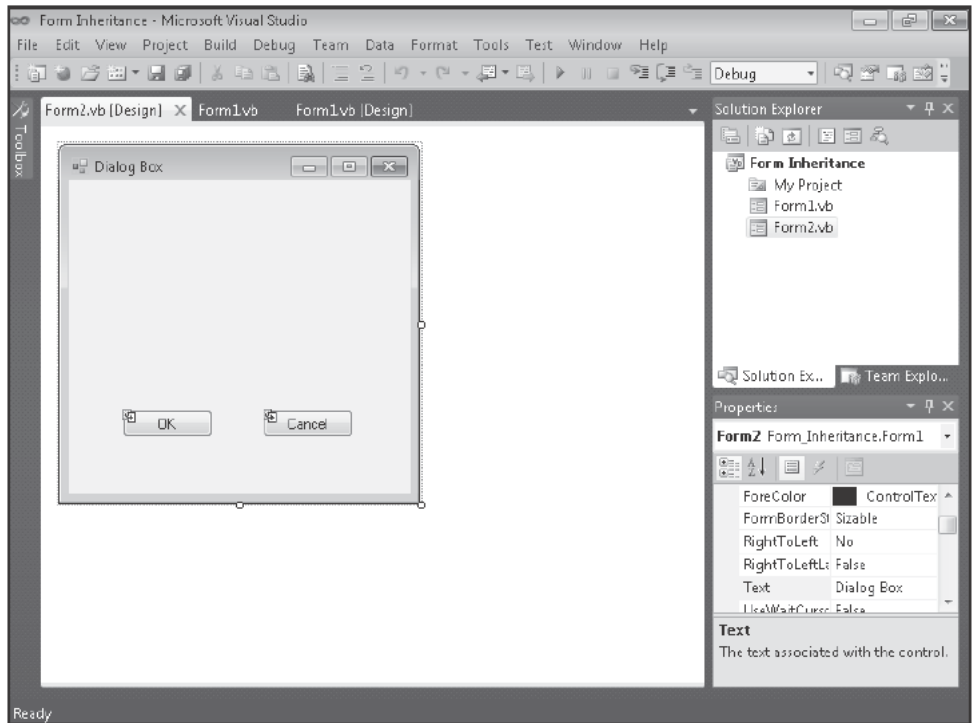 Form Inheritance - Microsoft Visual Studio
File Edit View Project Build Debug Team Data Format Tools Test Window Help
Debug
Toolbox
Form2.vb [Design] Form1.vb Form1.vb [Design]
Dialog Box
OK Cancel
Solution Explorer
Form Inheritance
My Project
Form1.vb
Form2.vb
Solution Ex... Team Explo...
Properties
Form2 Form_Inheritance.Form1
ForeColor ControlTex
FormBorderSt Sizable
RightToLeft No
RightToLeftLa False
Text Dialog Box
UseWaitCurso False
Text
The text associated with the control.
Ready